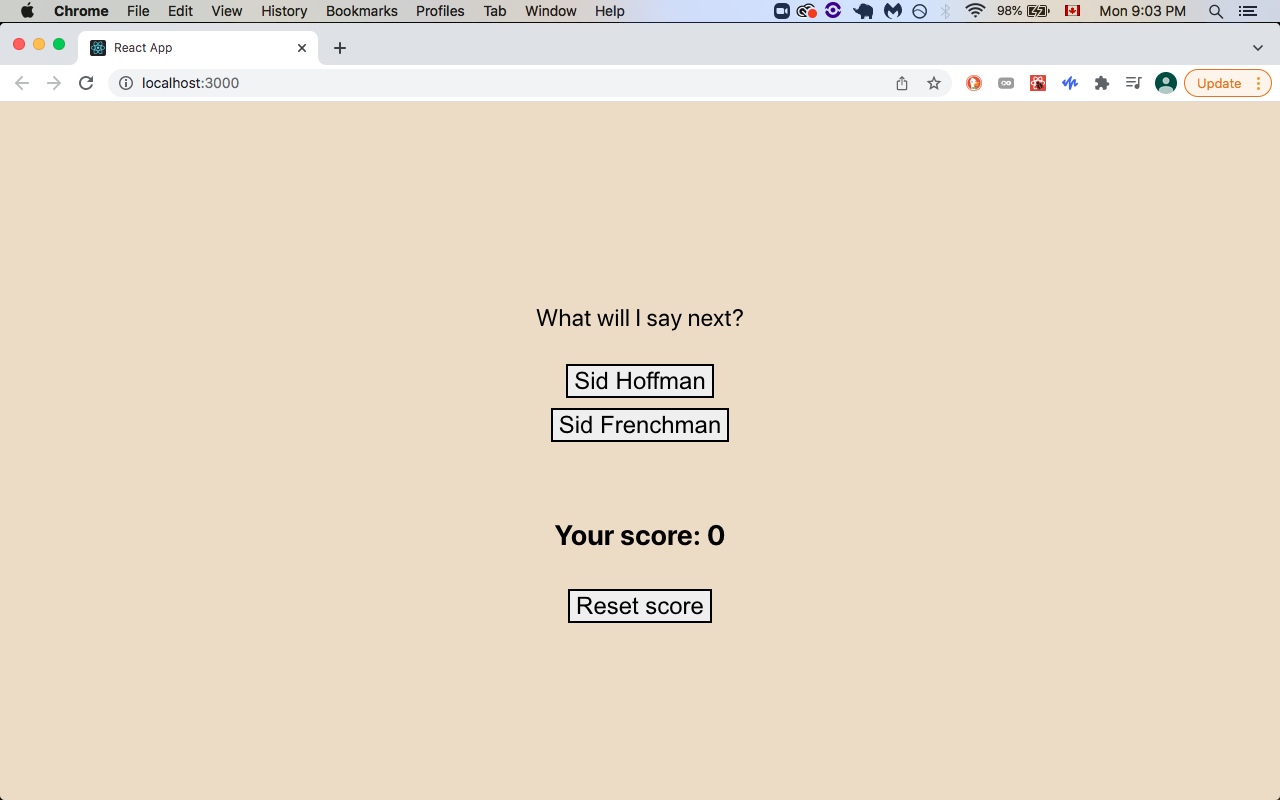 Chrome File Edit View History Bookmarks Profiles Tab Window Help 98% Mon 9:03 PM
React App
localhost:3000 Update
What will I say next?
Sid Hoffman
Sid Frenchman
Your score: 0
Reset score